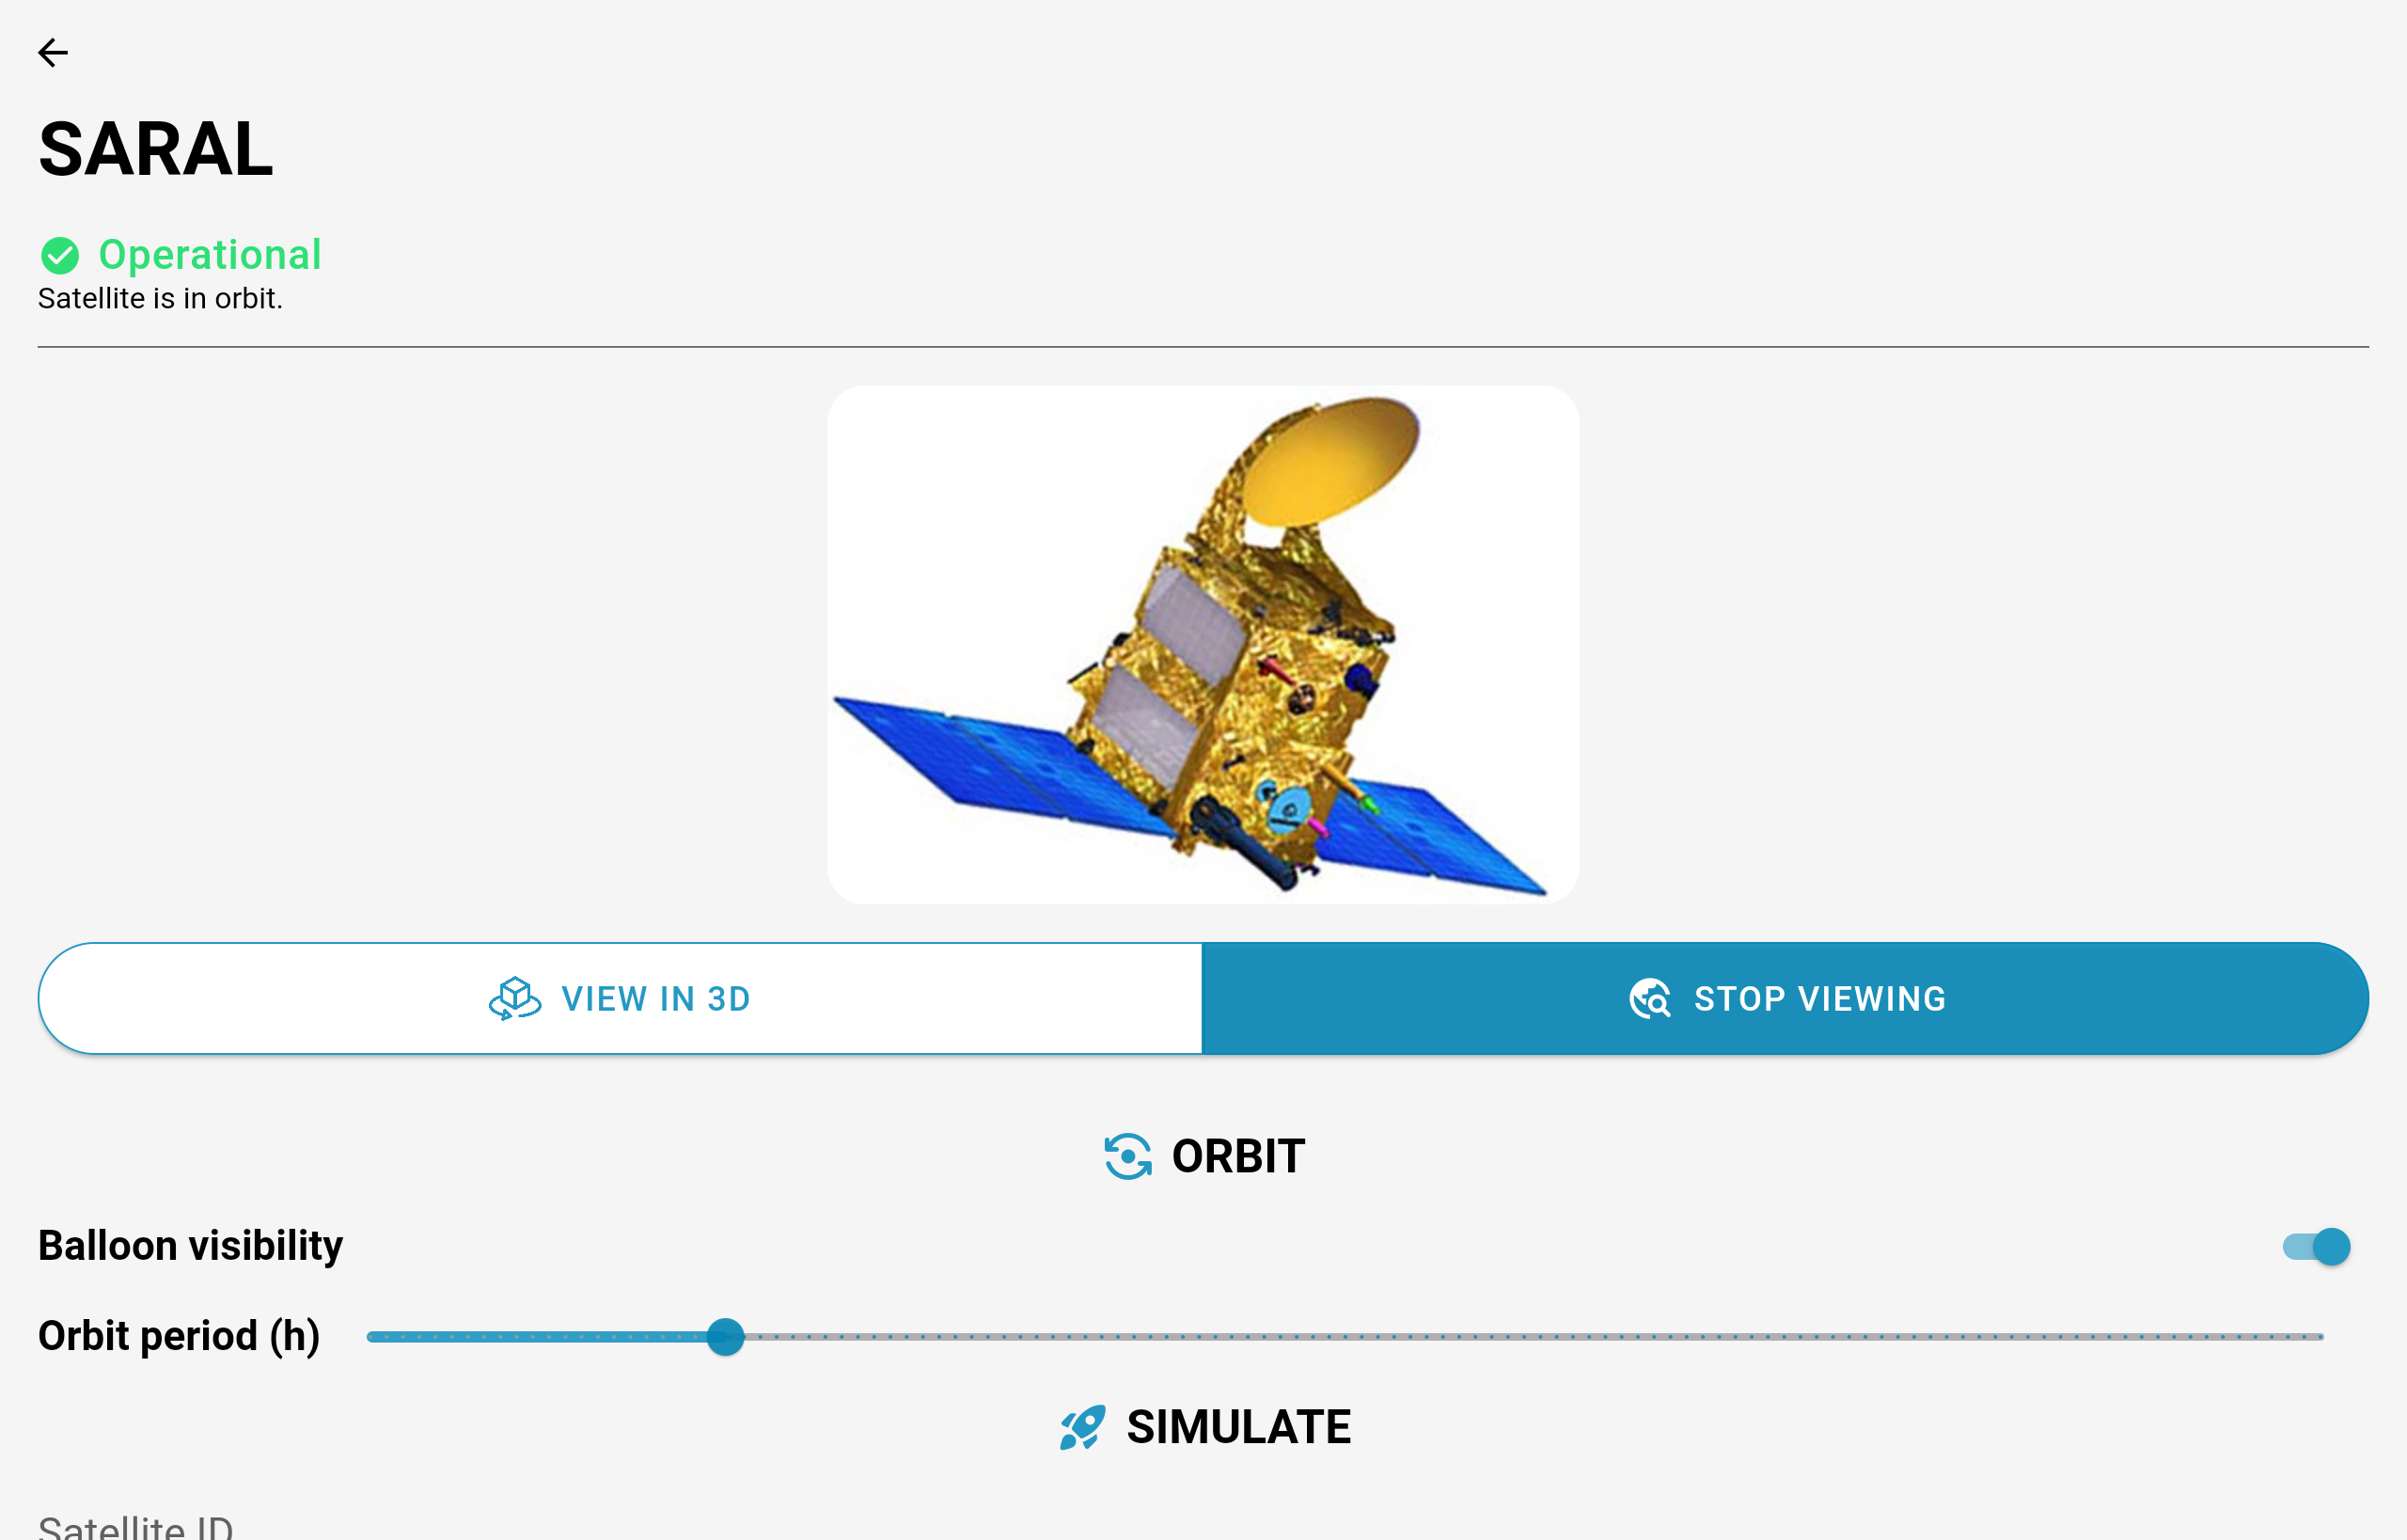 SARAL
Operational
Satellite is in orbit.
VIEW IN 3D
STOP VIEWING
ORBIT
Balloon visibility
Orbit period (h)
SIMULATE
Satellite ID